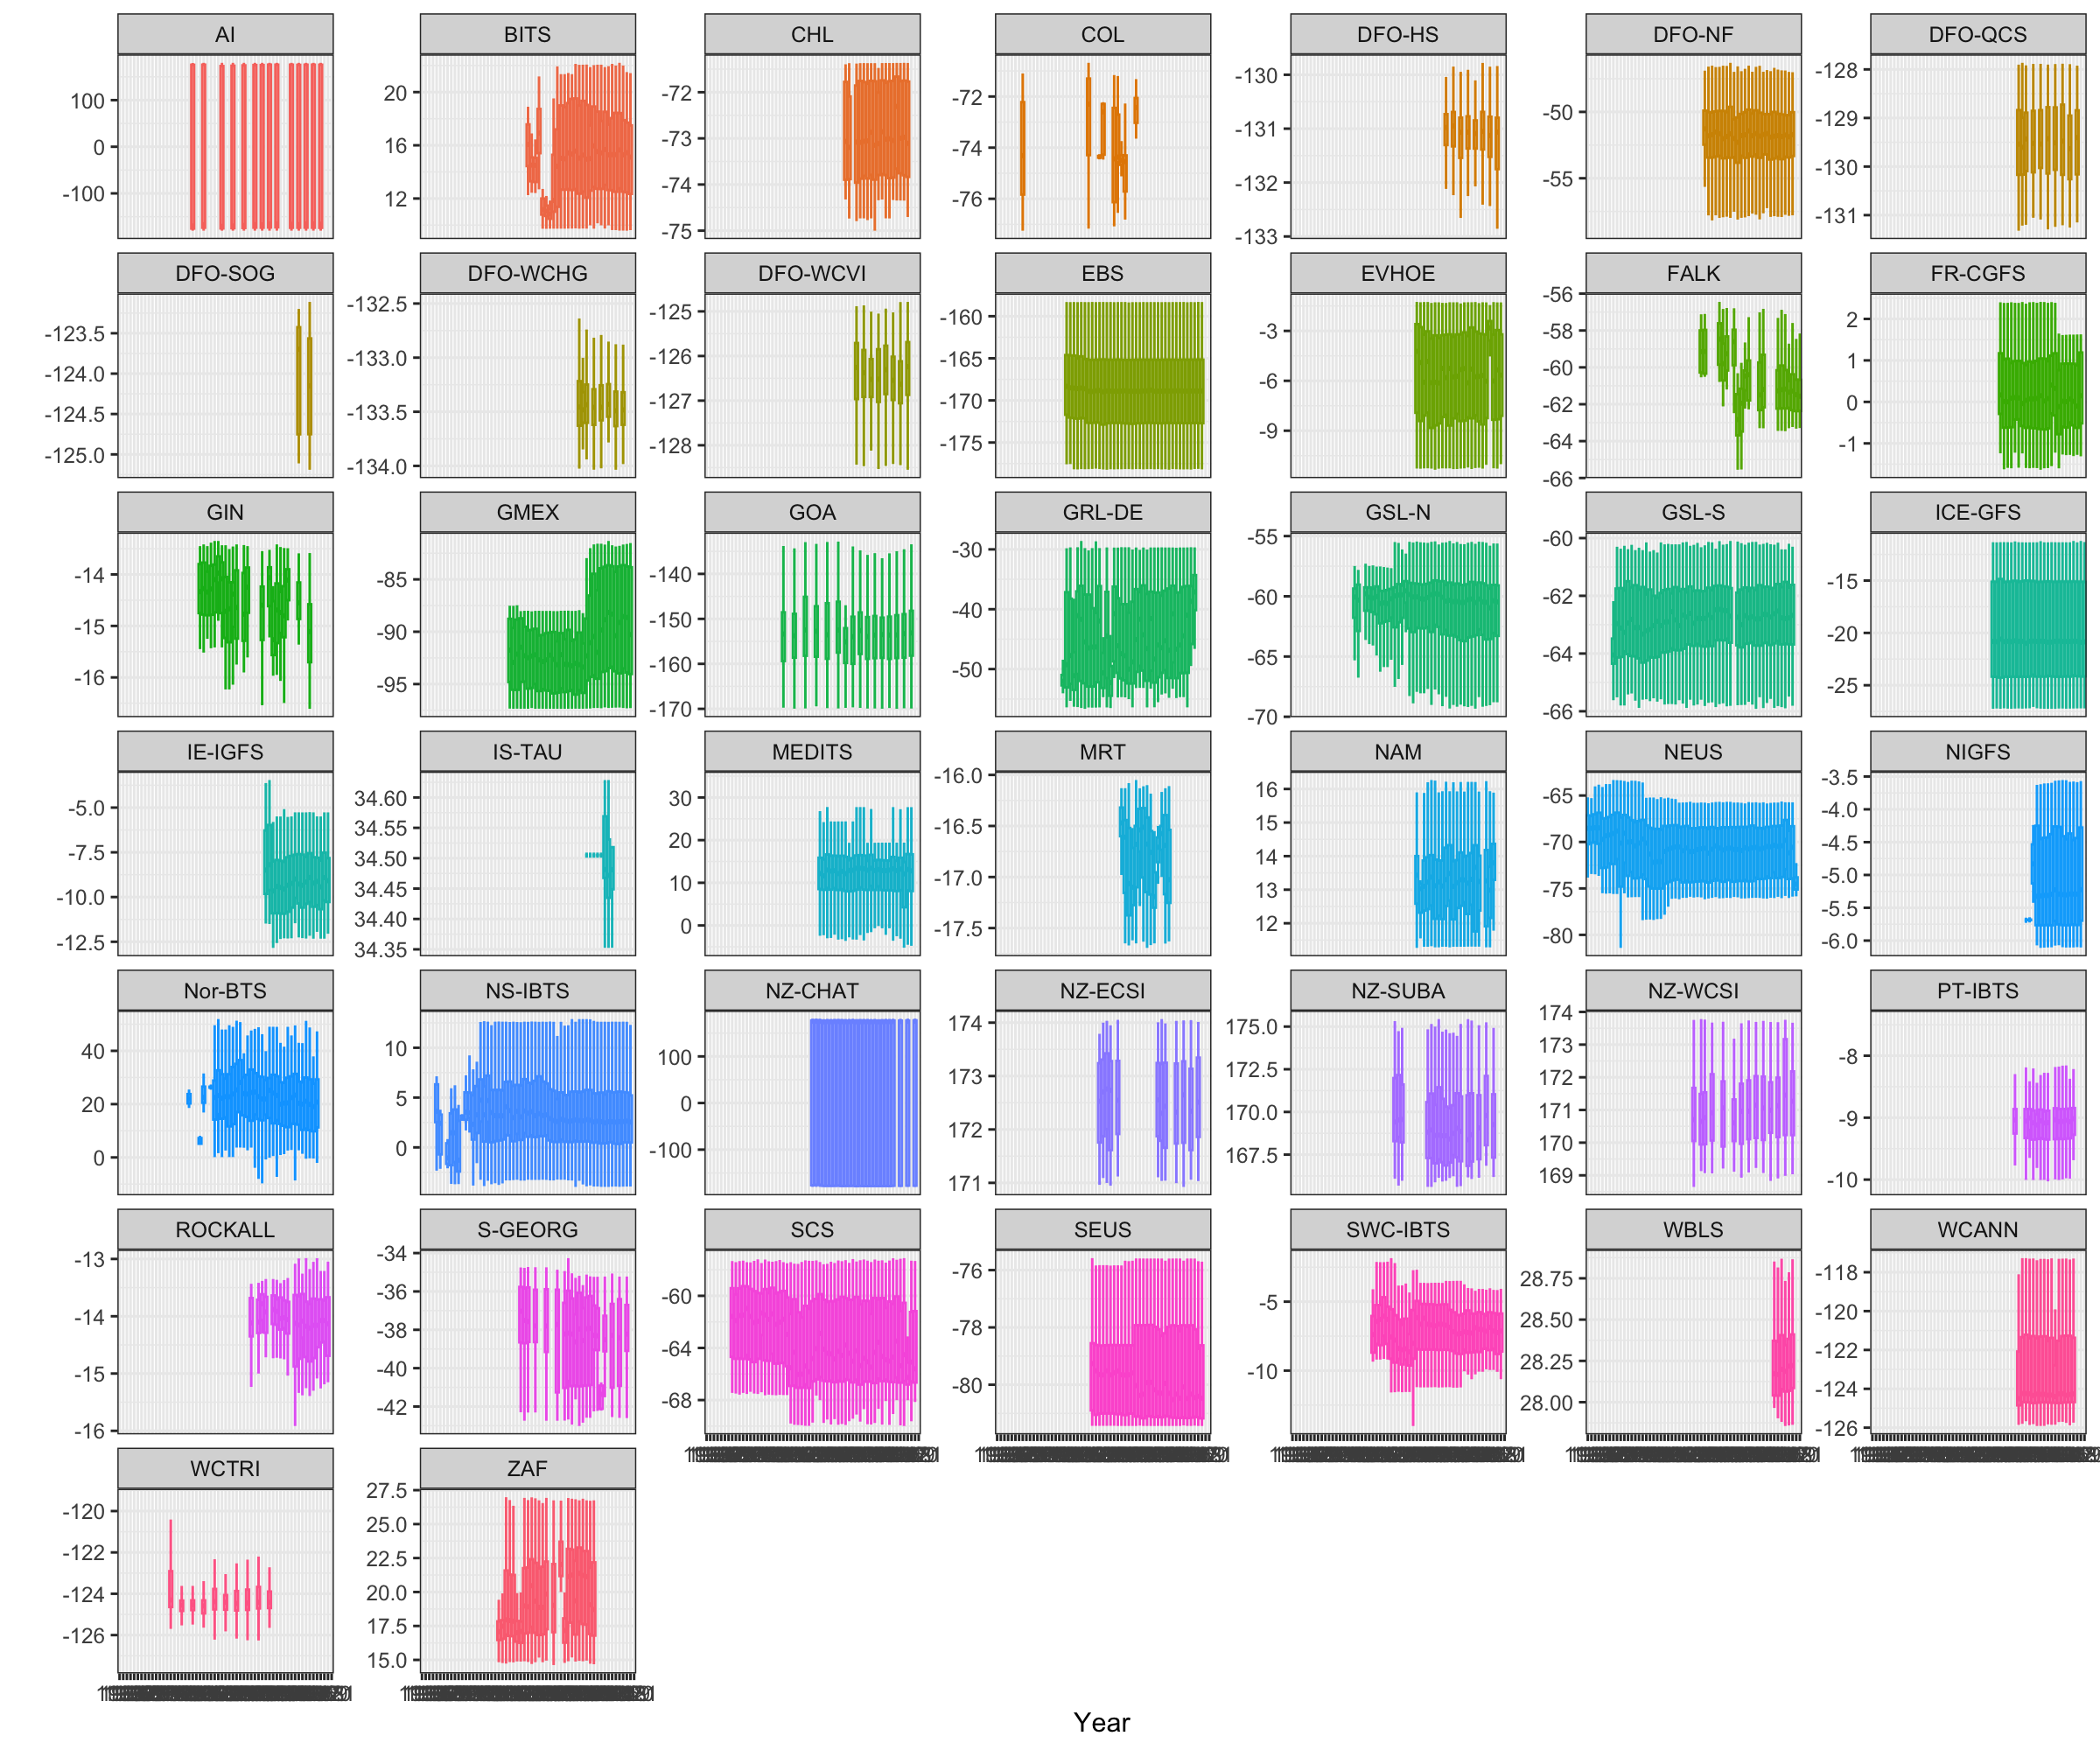 AI BITS CHL COL DFO-HS DFO-NF DFO-QCS
100 0 -100
20 16 12
-72 -73 -74 -75
-72 -74 -76
-130 -131 -132 -133
-50 -55
-128 -129 -130 -131
DFO-SOG DFO-WCHG DFO-WCVI EBS EVHOE FALK FR-CGFS
-123.5 -124.0 -124.5 -125.0
-132.5 -133.0 -133.5 -134.0
-125 -126 -127 -128
-160 -165 -170 -175
-3 -6 -9
-56 -58 -60 -62 -64 -66
2 1 0 -1
GIN GMEX GOA GRL-DE GSL-N GSL-S ICE-GFS
-14 -15 -16
-85 -90 -95
-140 -150 -160 -170
-30 -40 -50
-55 -60 -65 -70
-60 -62 -64 -66
-15 -20 -25
IE-IGFS IS-TAU MEDITS MRT NAM NEUS NIGFS
-5.0 -7.5 -10.0 -12.5
34.60 34.55 34.50 34.45 34.40 34.35
30 20 10 0
-16.0 -16.5 -17.0 -17.5
16 15 14 13 12
-65 -70 -75 -80
-3.5 -4.0 -4.5 -5.0 -5.5 -6.0
Nor-BTS NS-IBTS NZ-CHAT NZ-ECSI NZ-SUBA NZ-WCSI PT-IBTS
40 20 0
10 5 0
100 0 -100
174 173 172 171
175.0 172.5 170.0 167.5
174 173 172 171 170 169
-8 -9 -10
ROCKALL S-GEORG SCS SEUS SWC-IBTS WBLS WCANN
-13 -14 -15 -16
-34 -36 -38 -40 -42
-60 -64 -68
-76 -78 -80
-5 -10
28.75 28.50 28.25 28.00
-118 -120 -122 -124 -126
WCTRI ZAF
-120 -122 -124 -126
27.5 25.0 22.5 20.0 17.5 15.0
Year